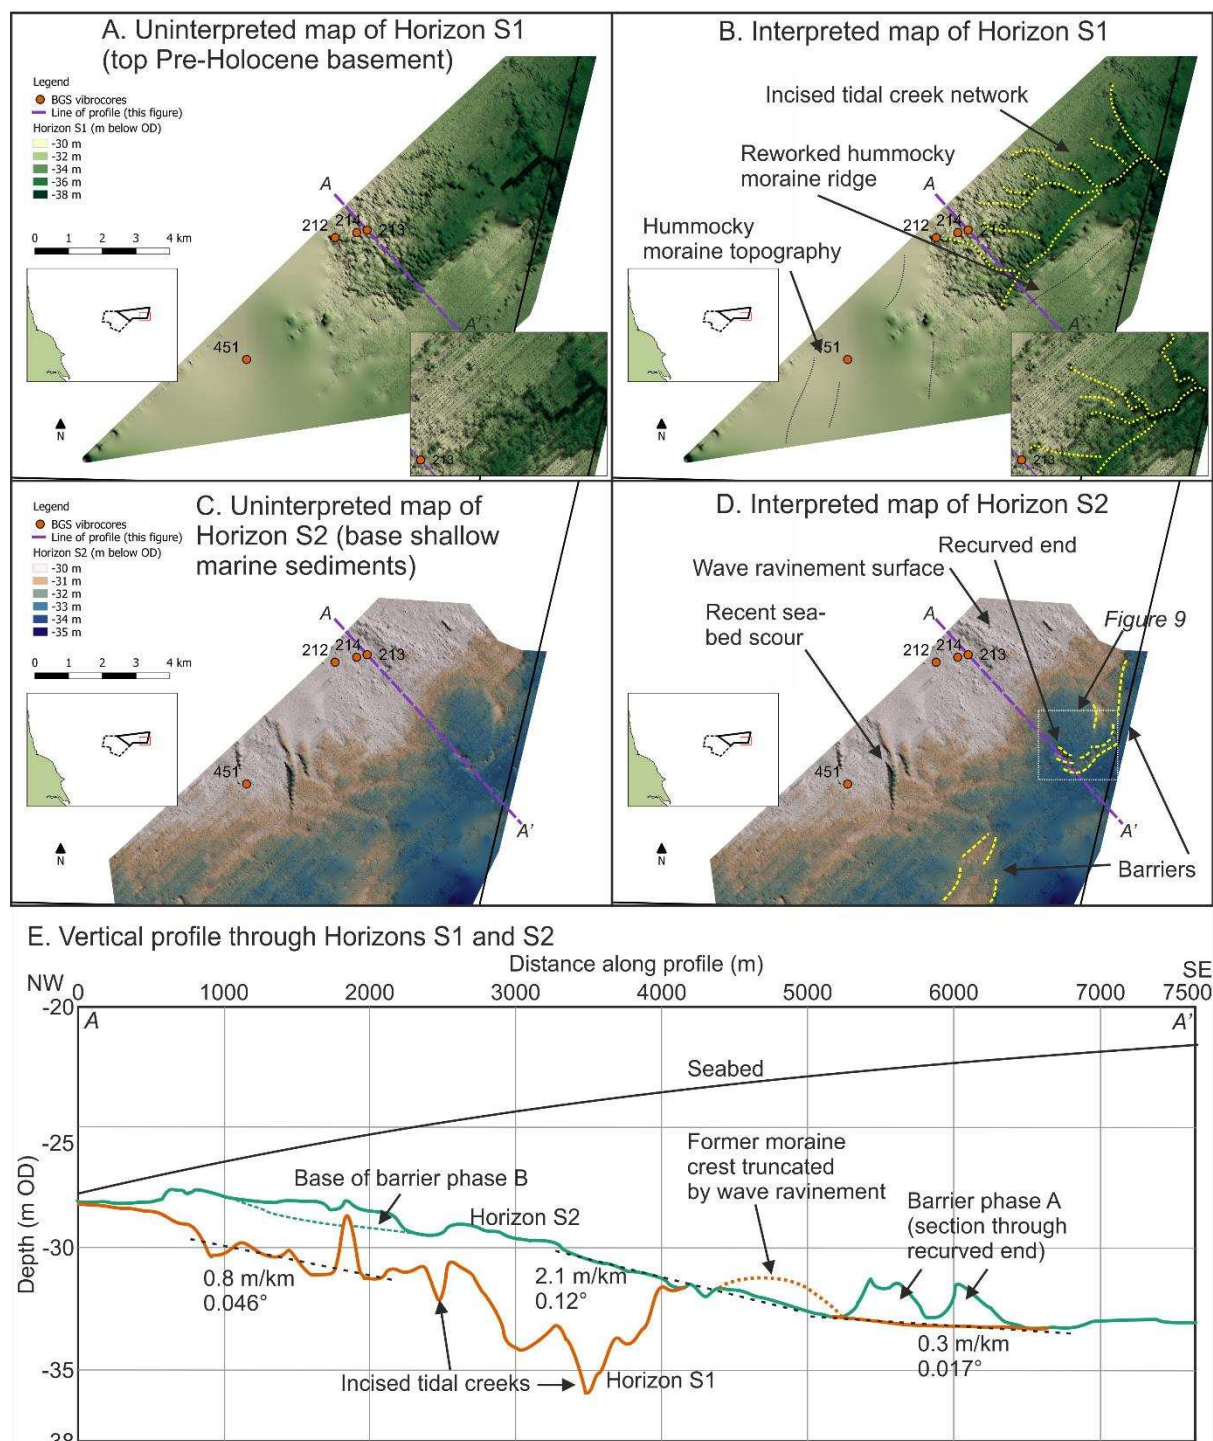 A. Uninterpreted map of Horizon S1
(top Pre-Holocene basement)
Legend
BGS vibrocores
Line of profile (this figure)
Horizon S1 (m below OD)
-30 m
-32 m
-34 m
-36 m
-38 m
0 1 2 3 4 km
N
A
212
214
213
451
A'
213
B. Interpreted map of Horizon S1
Incised tidal creek network
Reworked hummocky
moraine ridge
Hummocky
moraine topography
A
212
214
213
451
A'
213
N
C. Uninterpreted map of
Horizon S2 (base shallow
marine sediments)
Legend
BGS vibrocores
Line of profile (this figure)
Horizon S2 (m below OD)
-30 m
-31 m
-32 m
-33 m
-34 m
-35 m
0 1 2 3 4 km
N
A
212
214
213
451
A'
D. Interpreted map of Horizon S2
Recurved end
Wave ravinement surface
Recent sea-
bed scour
Figure 9
A
212
214
213
451
A'
Barriers
N
E. Vertical profile through Horizons S1 and S2
Distance along profile (m)
NW
SE
0 1000 2000 3000 4000 5000 6000 7000 7500
-20
A
A'
Seabed
-25
Former moraine
crest truncated
by wave ravinement
Base of barrier phase B
Barrier phase A
(section through
recurved end)
Horizon S2
Depth (m OD)
-30
0.8 m/km
0.046°
2.1 m/km
0.12°
0.3 m/km
0.017°
-35
Incised tidal creeks
Horizon S1
-38